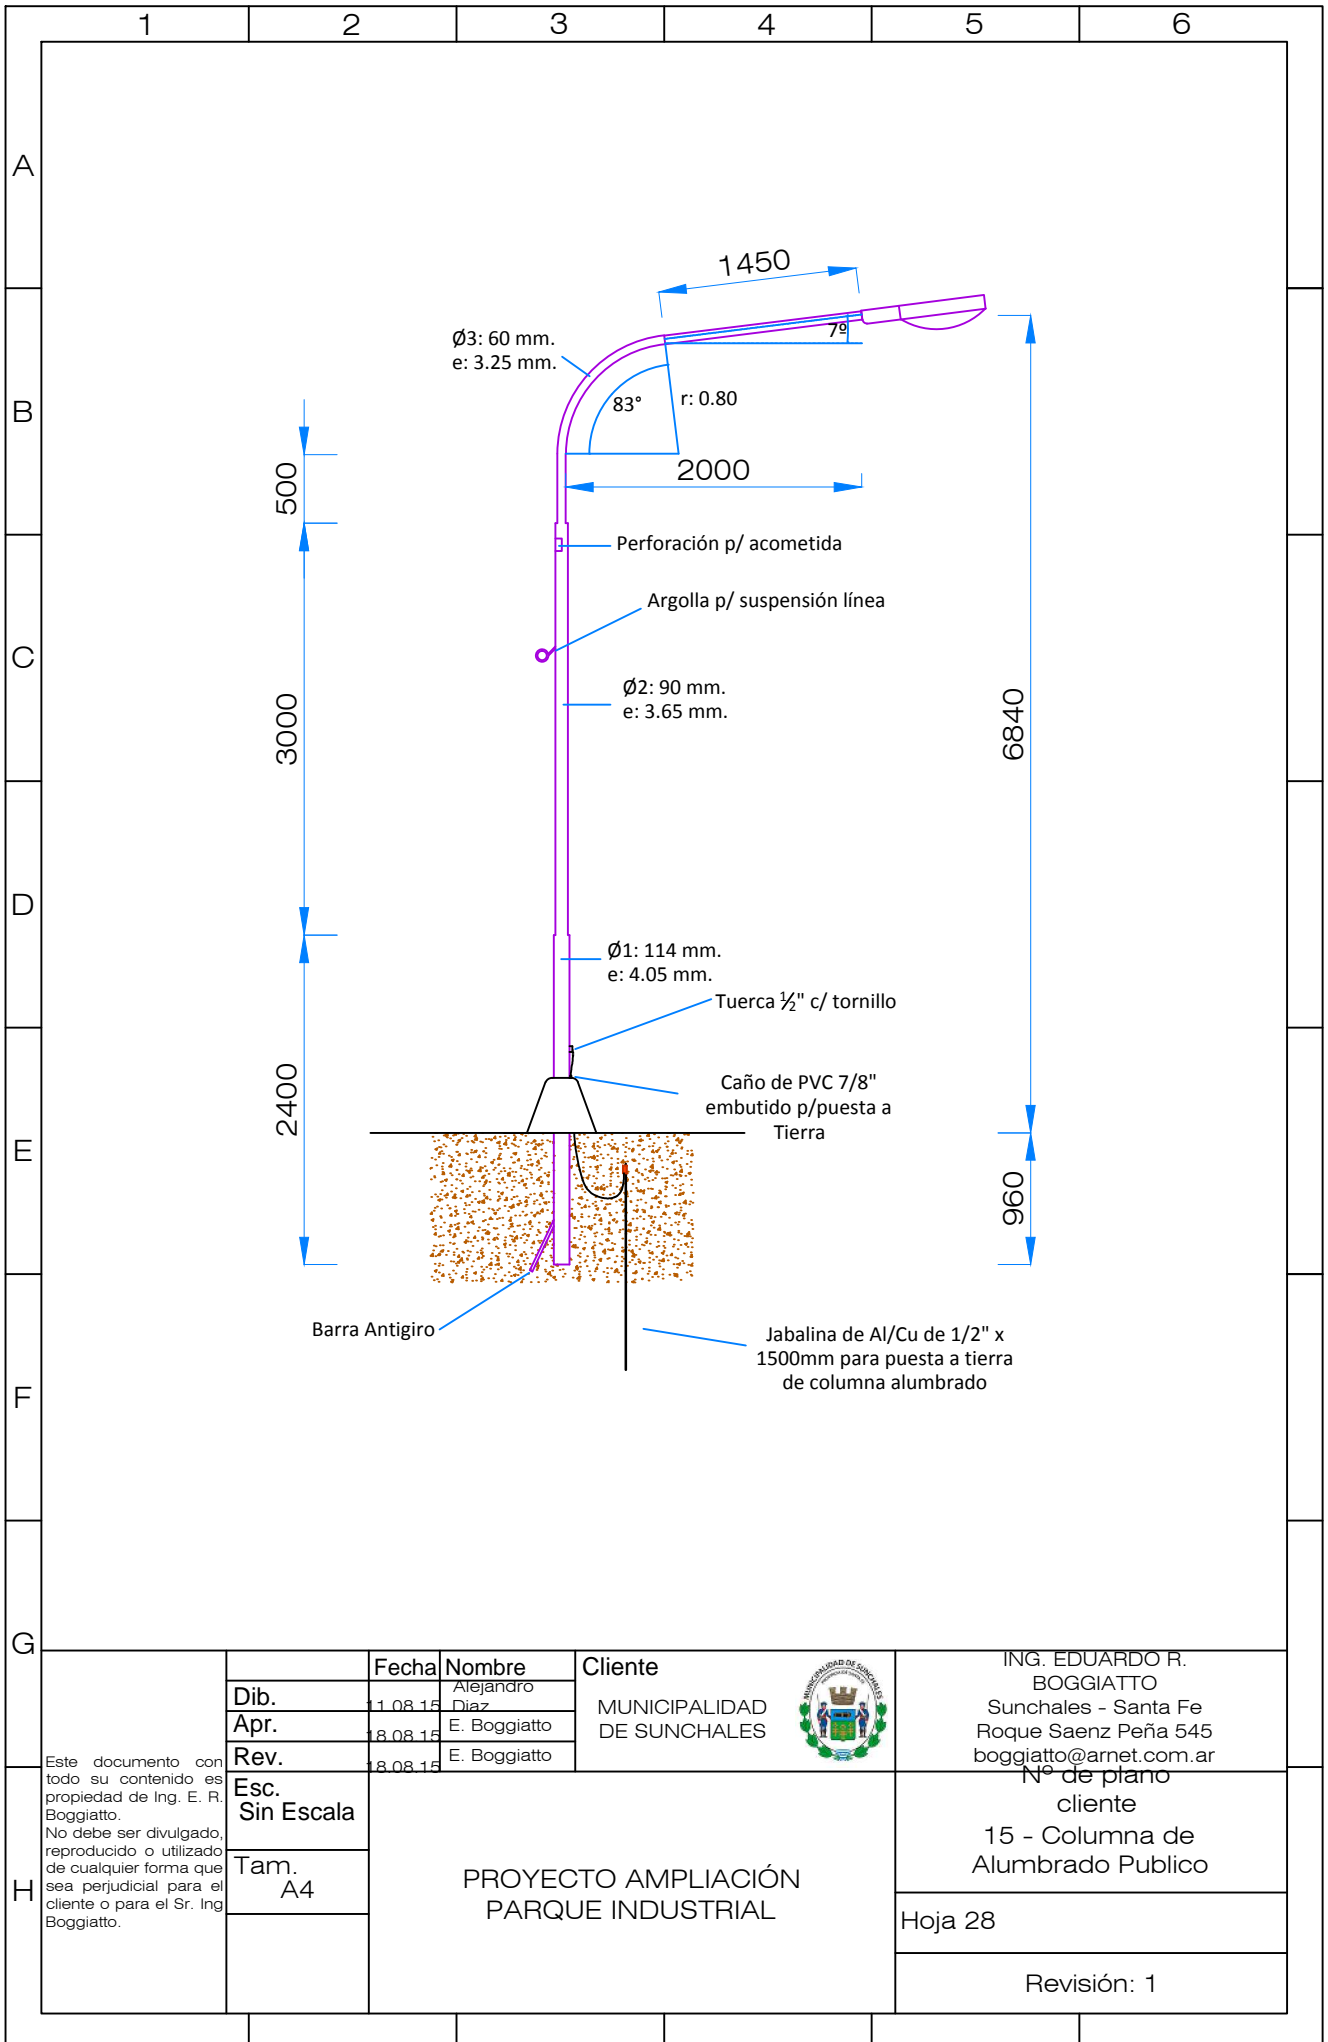 1 2 3 4 5 6
A
B
C
D
E
F
G
H
1450
7º
Ø3: 60 mm.
e: 3.25 mm.
83°
r: 0.80
2000
500
Perforación p/ acometida
Argolla p/ suspensión línea
Ø2: 90 mm.
e: 3.65 mm.
3000
6840
Ø1: 114 mm.
e: 4.05 mm.
Tuerca ½" c/ tornillo
2400
Caño de PVC 7/8"
embutido p/puesta a
Tierra
960
Barra Antigiro
Jabalina de Al/Cu de 1/2" x
1500mm para puesta a tierra
de columna alumbrado
Este documento con
todo su contenido es
propiedad de Ing. E. R.
Boggiatto.
No debe ser divulgado,
reproducido o utilizado
de cualquier forma que
sea perjudicial para el
cliente o para el Sr. Ing
Boggiatto.
Fecha Nombre
Dib. 11.08.15 Alejandro
Diaz
Apr. 18.08.15 E. Boggiatto
Rev. 18.08.15 E. Boggiatto
Esc.
Sin Escala
Tam.
A4
Cliente
MUNICIPALIDAD
DE SUNCHALES
MUNICIPALIDAD DE SUNCHALES
PROYECTO AMPLIACIÓN
PARQUE INDUSTRIAL
ING. EDUARDO R.
BOGGIATTO
Sunchales - Santa Fe
Roque Saenz Peña 545
boggiatto@arnet.com.ar
Nº de plano
cliente
15 - Columna de
Alumbrado Publico
Hoja 28
Revisión: 1